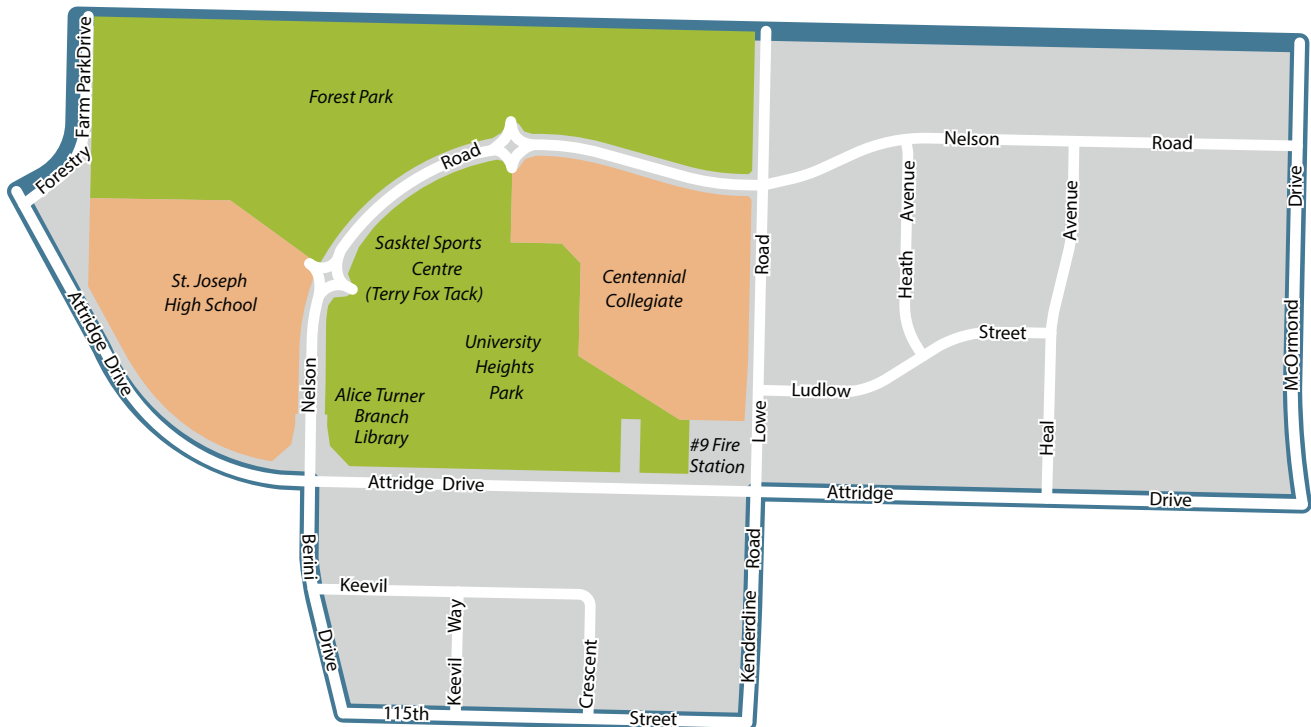 Forest Park
Farm Park Drive
Forestry
Road
Nelson
Road
Drive
Avenue
Avenue
Heath
Sasktel Sports
Centre
(Terry Fox Tack)
Road
Centennial
Collegiate
St. Joseph
High School
Attridge Drive
University
Heights
Park
Street
McOrmond
Nelson
Ludlow
Alice Turner
Branch
Library
Lowe
Heal
#9 Fire
Station
Attridge Drive
Attridge
Drive
Berini
Road
Keevil
Way
Kenderdine
Drive
Keevil
Crescent
115th
Street